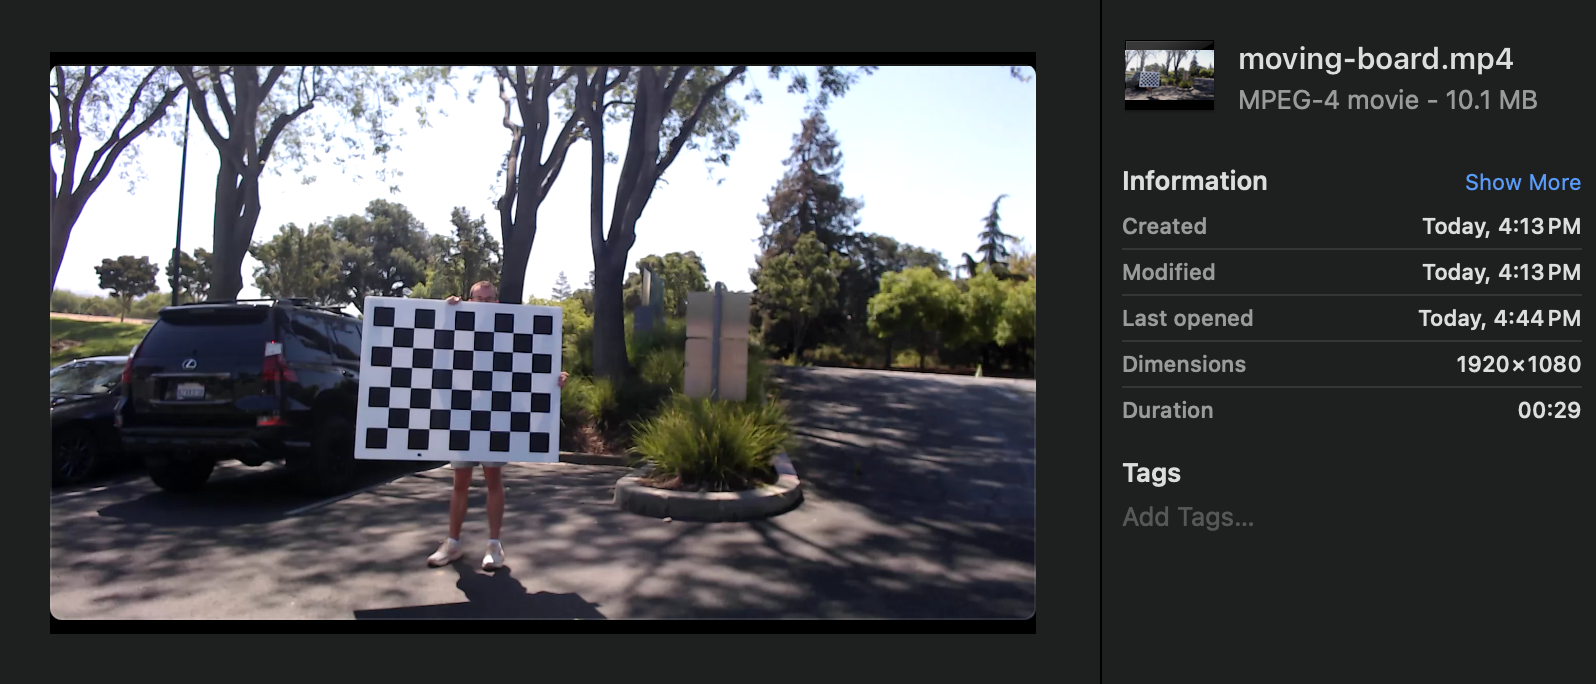 moving-board.mp4
MPEG-4 movie - 10.1 MB
Information
Show More
Created
Today, 4:13 PM
Modified
Today, 4:13 PM
Last opened
Today, 4:44 PM
Dimensions
1920×1080
Duration
00:29
Tags
Add Tags...